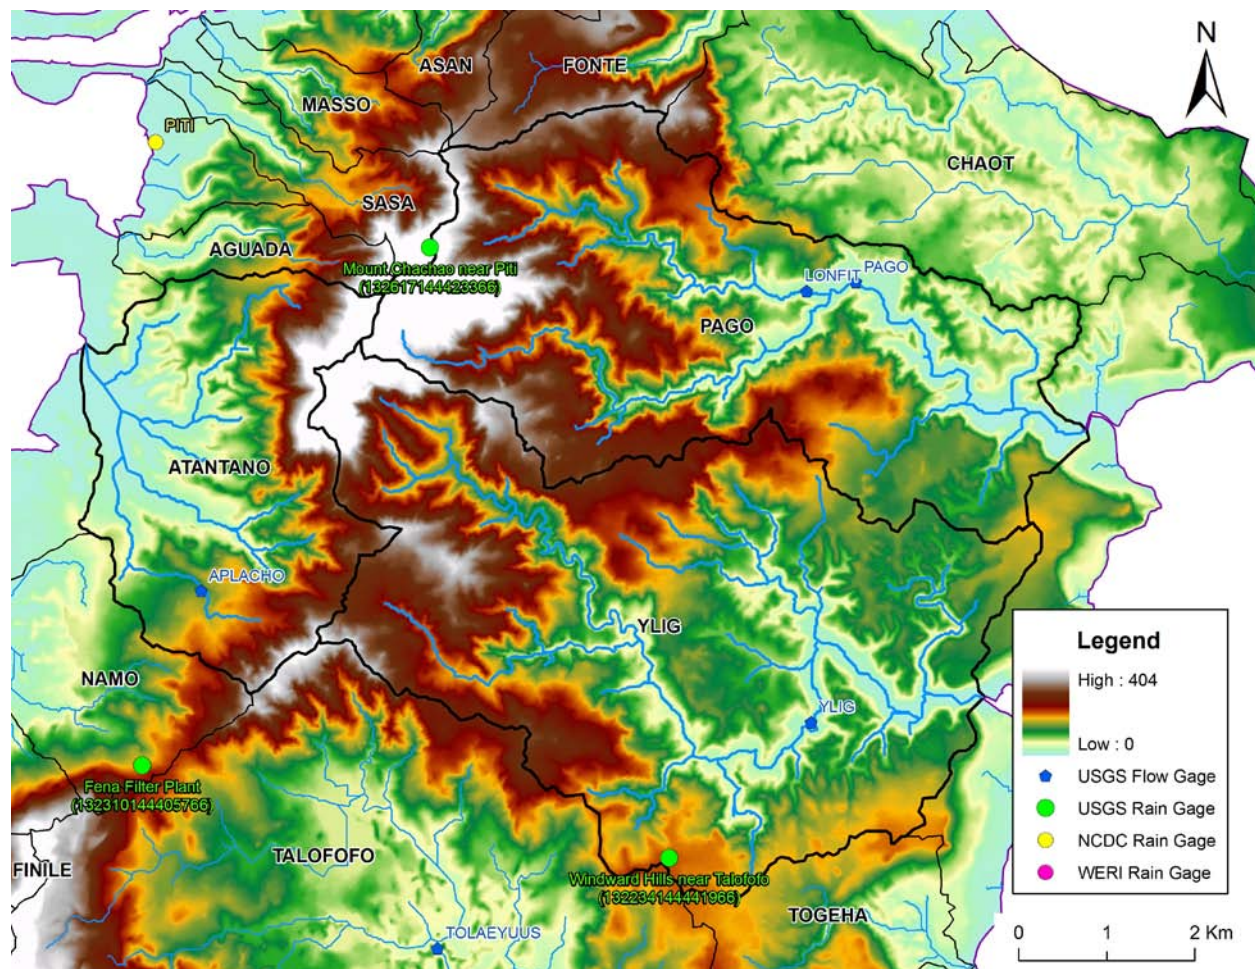 N
ASAN
FONTE
MASSO
PITI
CHAOT
SASA
AGUADA
Mount Chachao near Piti
(132617144423366)
LONFIT
PAGO
PAGO
ATANTANO
APLACHO
YLIG
NAMO
YLIG
Fena Filter Plant
(132310144405766)
TALOFOFO
FINILE
Windward Hills near Talofofo
(132234144441966)
TOGEHA
TOLAEYUUS
Legend
High : 404
Low : 0
USGS Flow Gage
USGS Rain Gage
NCDC Rain Gage
WERI Rain Gage
0 1 2 Km